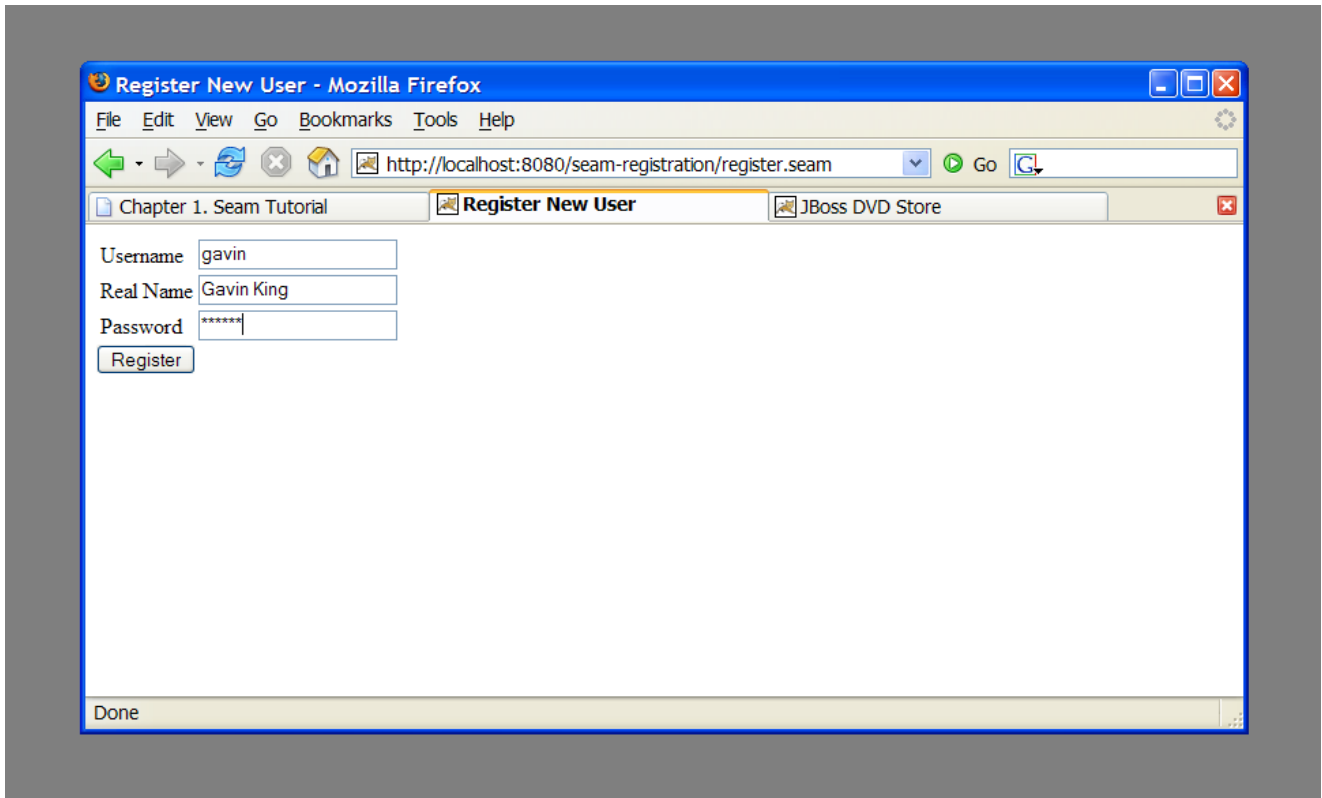 Register New User - Mozilla Firefox
File Edit View Go Bookmarks Tools Help
http://localhost:8080/seam-registration/register.seam Go G
Chapter 1. Seam Tutorial Register New User JBoss DVD Store
Username gavin
Real Name Gavin King
Password ******
Register
Done